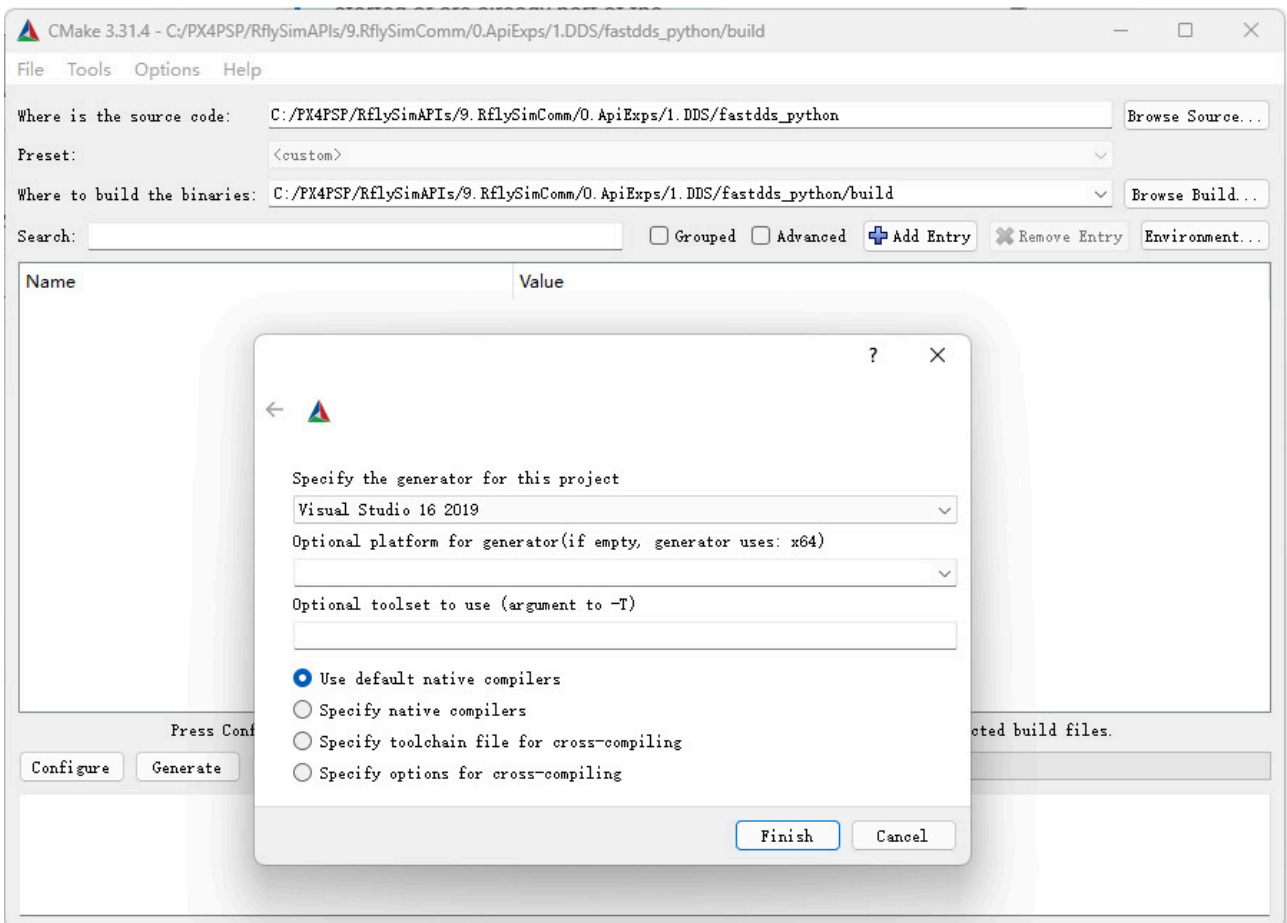 CMake 3.31.4 - C:/PX4PSP/RflySimAPIs/9.RflySimComm/0.ApiExps/1.DDS/fastdds_python/build
File Tools Options Help
Where is the source code: C:/PX4PSP/RflySimAPIs/9.RflySimComm/0.ApiExps/1.DDS/fastdds_python Browse Source...
Preset: <custom>
Where to build the binaries: C:/PX4PSP/RflySimAPIs/9.RflySimComm/0.ApiExps/1.DDS/fastdds_python/build Browse Build...
Search: Grouped Advanced Add Entry Remove Entry Environment...
Name Value
?
Specify the generator for this project
Visual Studio 16 2019
Optional platform for generator(if empty, generator uses: x64)
Optional toolset to use (argument to -T)
Use default native compilers
Specify native compilers
Press Conf cted build files.
Specify toolchain file for cross-compiling
Configure Generate
Specify options for cross-compiling
Finish Cancel